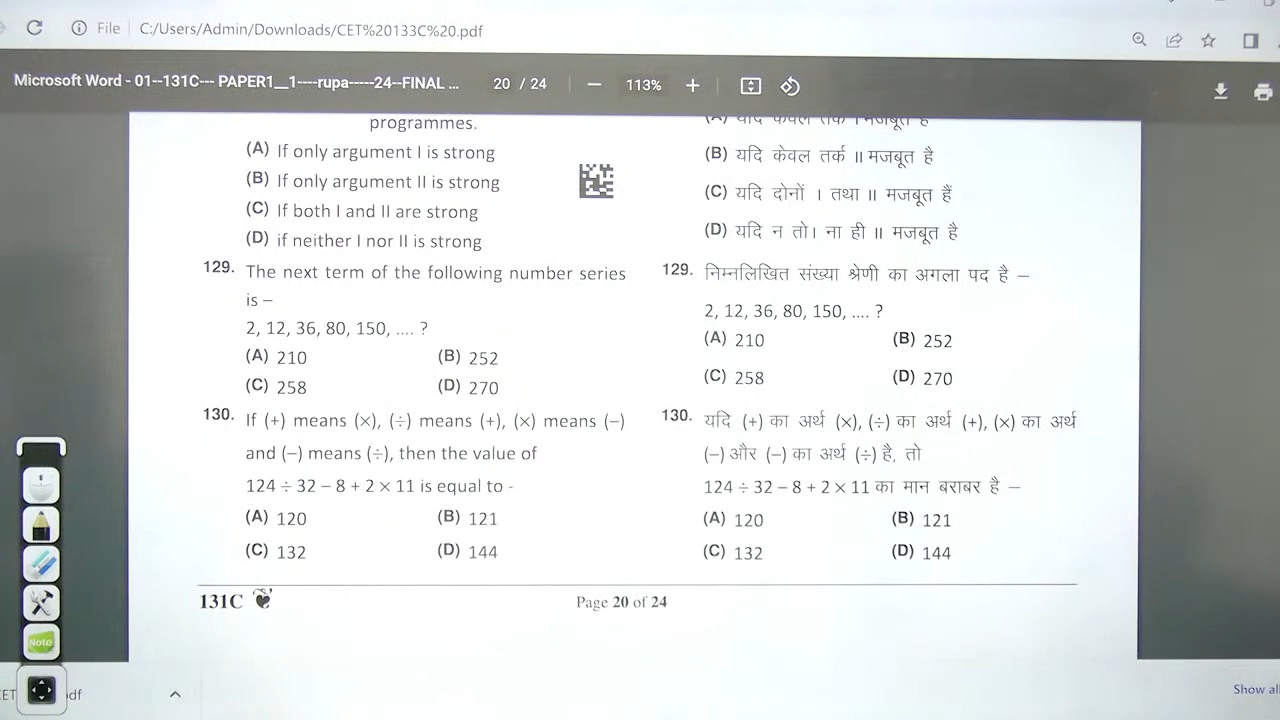 File C:/Users/Admin/Downloads/CET%20133C%20.pdf
Microsoft Word - 01--131C--- PAPER1__1----rupa-----24--FINAL ... 20 / 24 113%
programmes.
(A) If only argument I is strong
(B) If only argument II is strong
(C) If both I and II are strong
(D) if neither I nor II is strong
129. The next term of the following number series
is –
2, 12, 36, 80, 150, .... ?
(A) 210 (B) 252
(C) 258 (D) 270
130. If (+) means (×), (÷) means (+), (×) means (−)
and (−) means (÷), then the value of
124 ÷ 32 – 8 + 2 × 11 is equal to -
(A) 120 (B) 121
(C) 132 (D) 144
(A) यदि केवल तर्क I मजबूत है
(B) यदि केवल तर्क II मजबूत है
(C) यदि दोनों I तथा II मजबूत हैं
(D) यदि न तो I ना ही II मजबूत है
129. निम्नलिखित संख्या श्रेणी का अगला पद है –
2, 12, 36, 80, 150, .... ?
(A) 210 (B) 252
(C) 258 (D) 270
130. यदि (+) का अर्थ (×), (÷) का अर्थ (+), (×) का अर्थ
(−) और (−) का अर्थ (÷) है, तो
124 ÷ 32 – 8 + 2 × 11 का मान बराबर है –
(A) 120 (B) 121
(C) 132 (D) 144
131C Page 20 of 24
Note
CET df
Show all